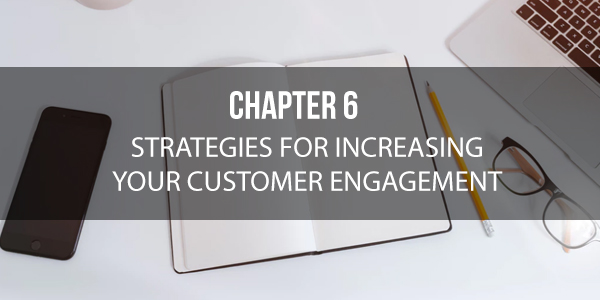 CHAPTER 6
STRATEGIES FOR INCREASING
YOUR CUSTOMER ENGAGEMENT